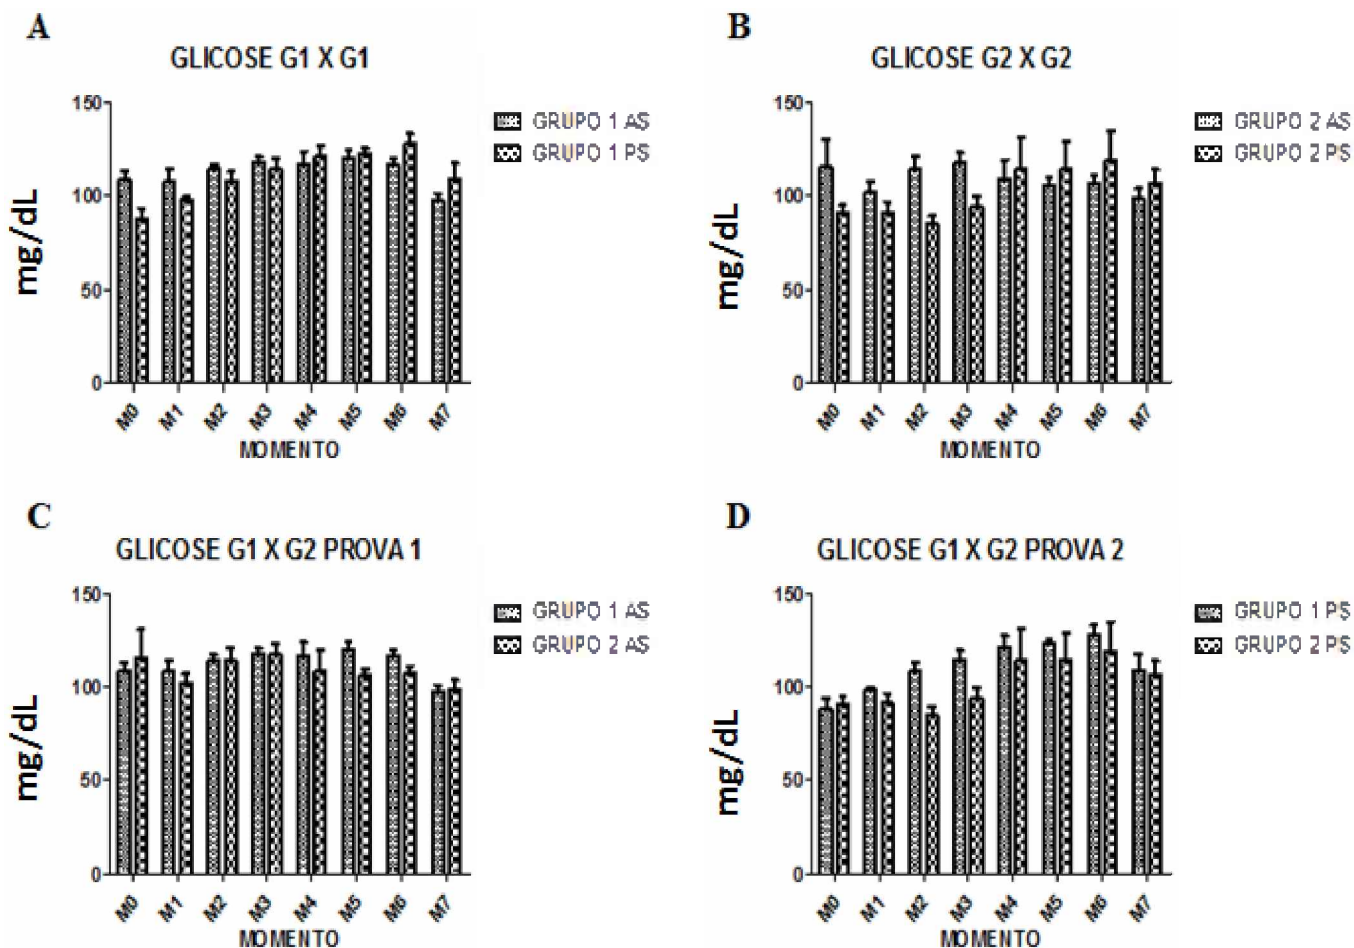 A
GLICOSE G1 X G1
mg/dL
150
100
50
0
M0 M1 M2 M3 M4 M5 M6 M7
MOMENTO
GRUPO 1 AS
GRUPO 1 PS
B
GLICOSE G2 X G2
mg/dL
150
100
50
0
M0 M1 M2 M3 M4 M5 M6 M7
MOMENTO
GRUPO 2 AS
GRUPO 2 PS
C
GLICOSE G1 X G2 PROVA 1
mg/dL
150
100
50
0
M0 M1 M2 M3 M4 M5 M6 M7
MOMENTO
GRUPO 1 AS
GRUPO 2 AS
D
GLICOSE G1 X G2 PROVA 2
mg/dL
150
100
50
0
M0 M1 M2 M3 M4 M5 M6 M7
MOMENTO
GRUPO 1 PS
GRUPO 2 PS